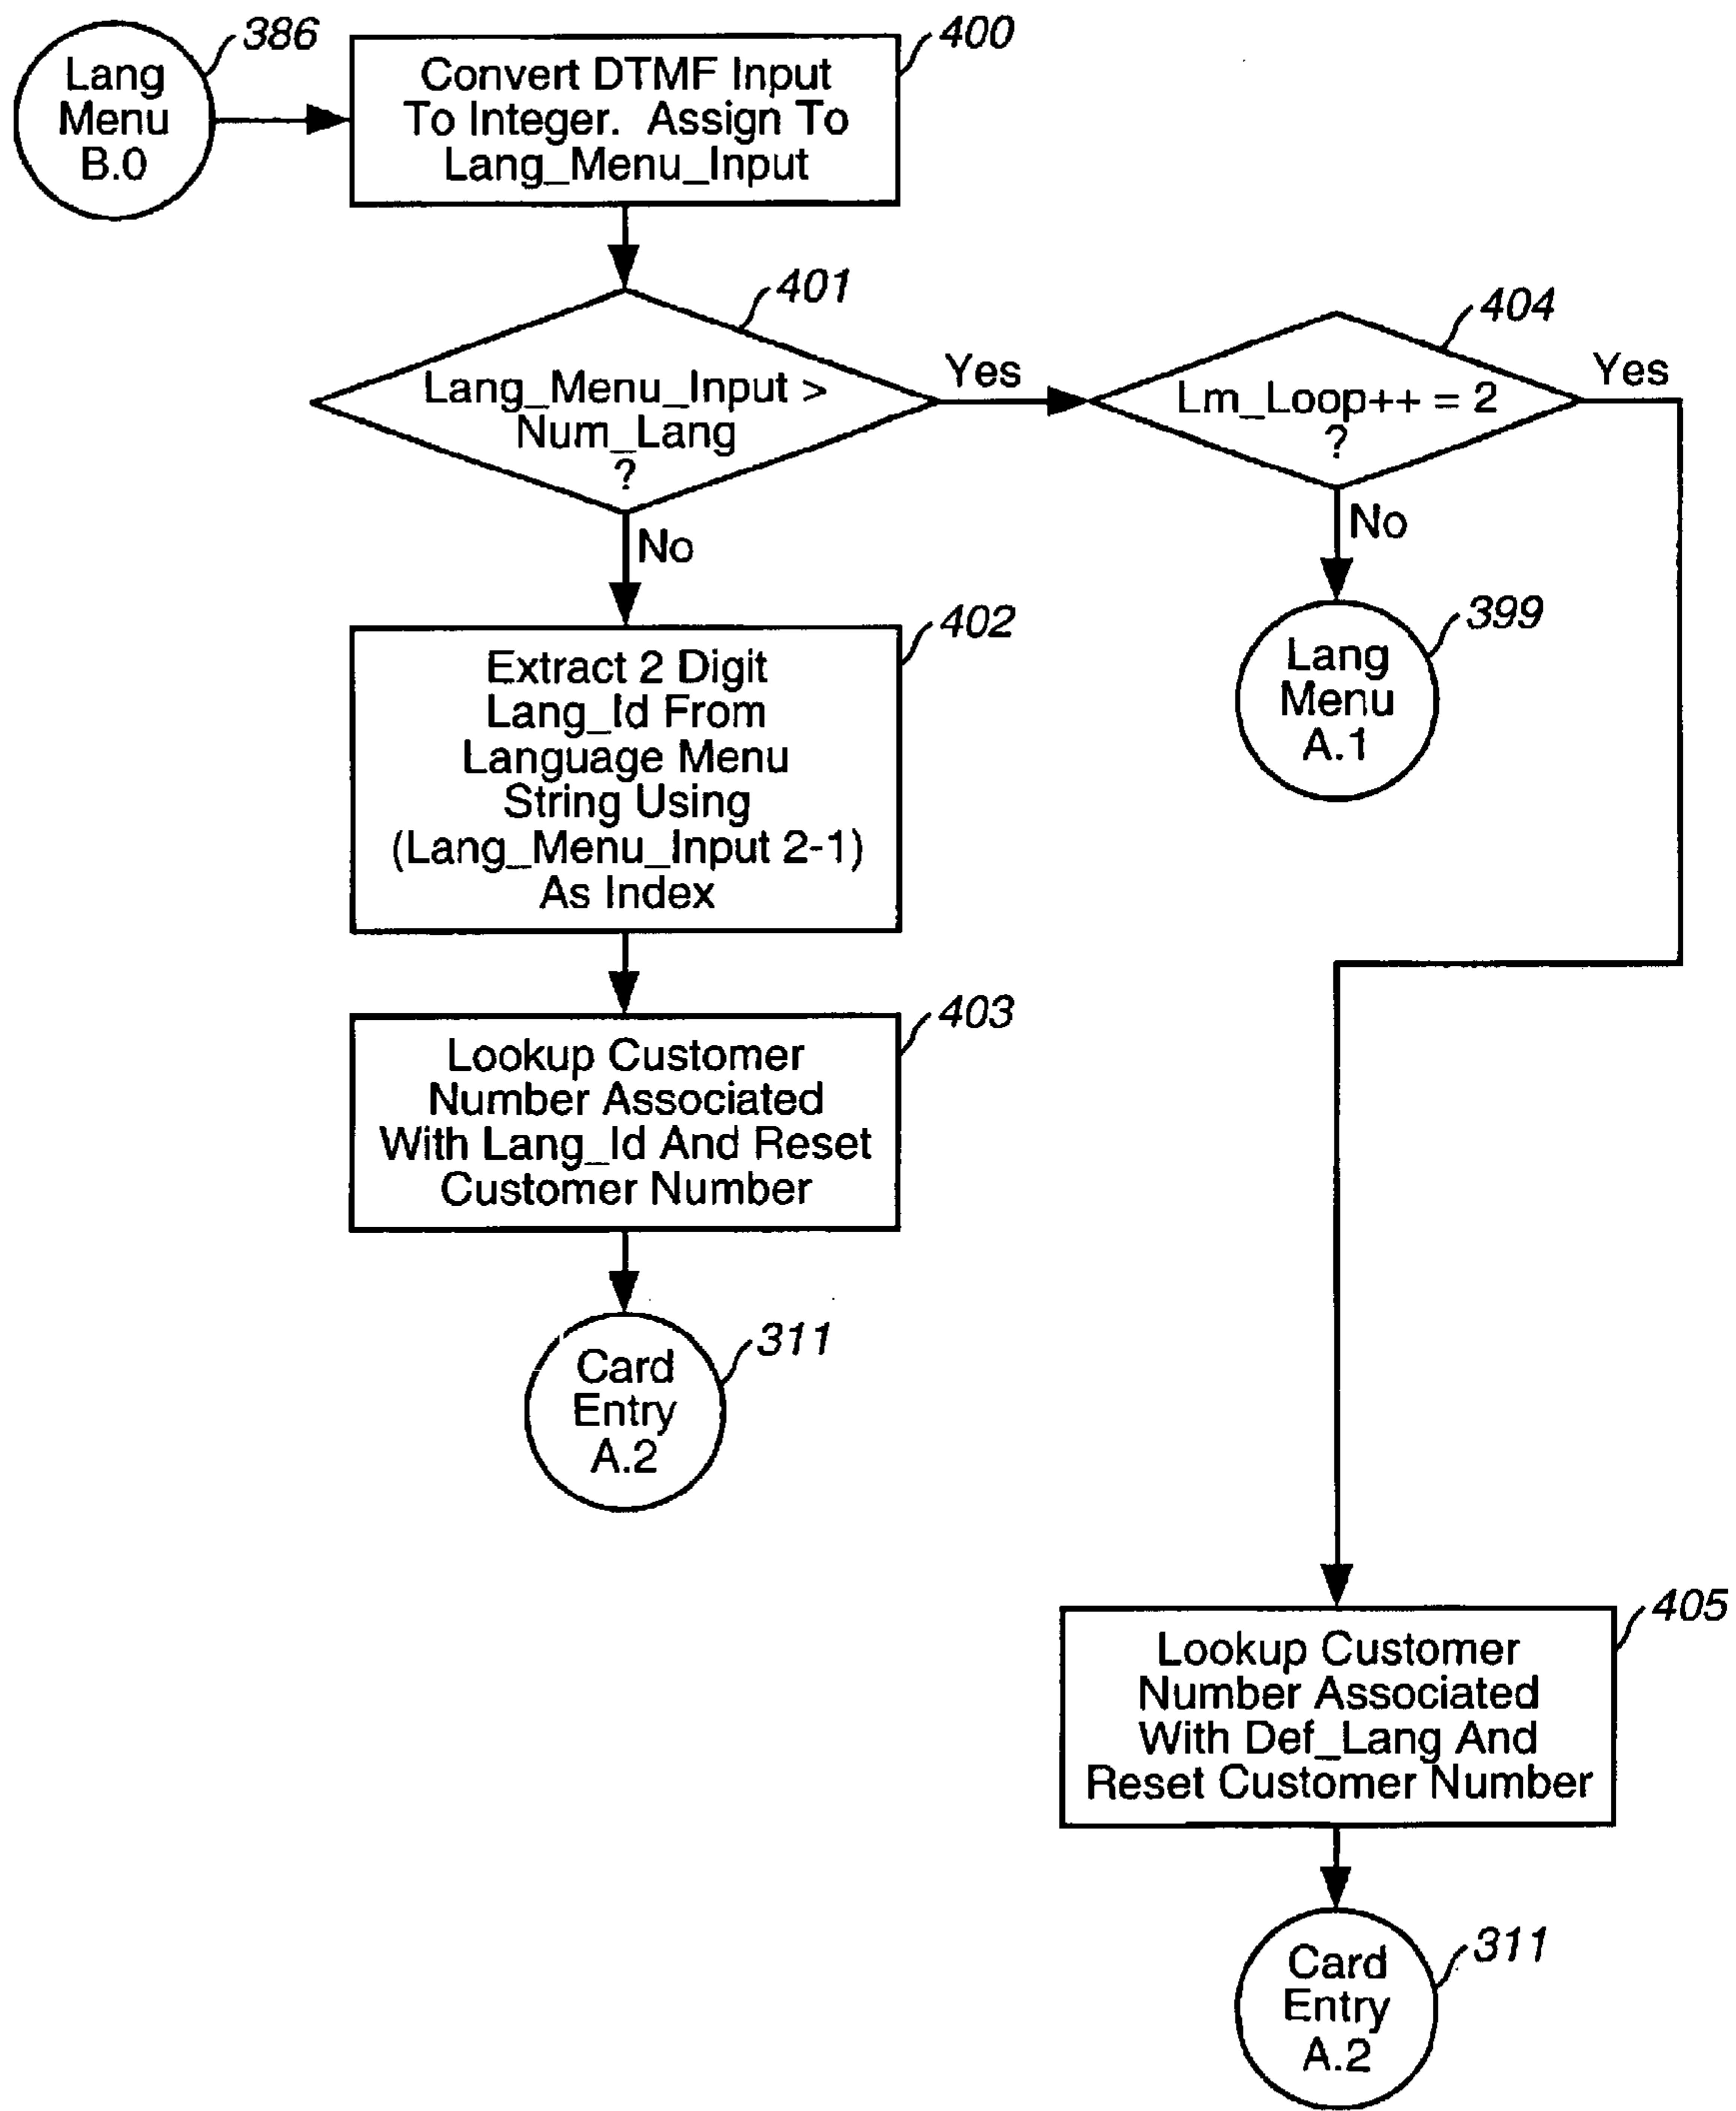 386
Lang
Menu
B.0
400
Convert DTMF Input
To Integer. Assign To
Lang_Menu_Input
401
Lang_Menu_Input >
Num_Lang
?
Yes
No
404
Lm_Loop++ = 2
?
Yes
No
399
Lang
Menu
A.1
402
Extract 2 Digit
Lang_Id From
Language Menu
String Using
(Lang_Menu_Input 2-1)
As Index
403
Lookup Customer
Number Associated
With Lang_Id And Reset
Customer Number
311
Card
Entry
A.2
405
Lookup Customer
Number Associated
With Def_Lang And
Reset Customer Number
311
Card
Entry
A.2